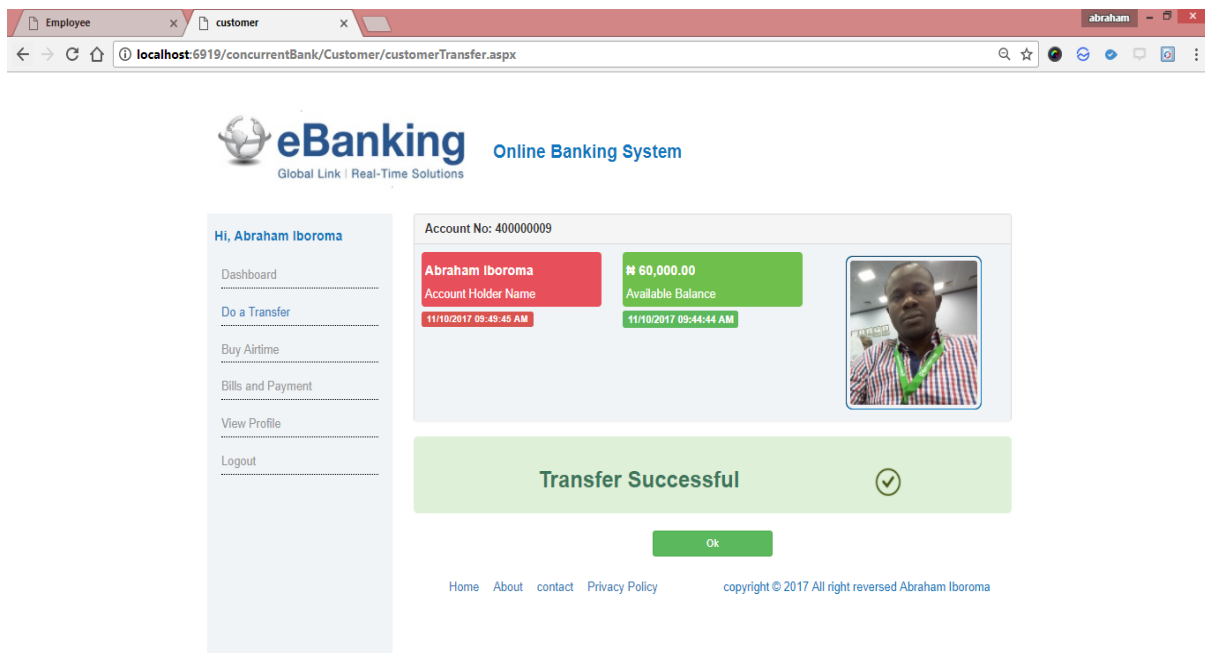 Employee
customer
abraham
localhost:6919/concurrentBank/Customer/customerTransfer.aspx
eBanking
Global Link | Real-Time Solutions
Online Banking System
Hi, Abraham Iboroma
Dashboard
Do a Transfer
Buy Airtime
Bills and Payment
View Profile
Logout
Account No: 400000009
Abraham Iboroma
Account Holder Name
11/10/2017 09:49:45 AM
₦ 60,000.00
Available Balance
11/10/2017 09:44:44 AM
Transfer Successful
Ok
Home About contact Privacy Policy copyright © 2017 All right reversed Abraham Iboroma